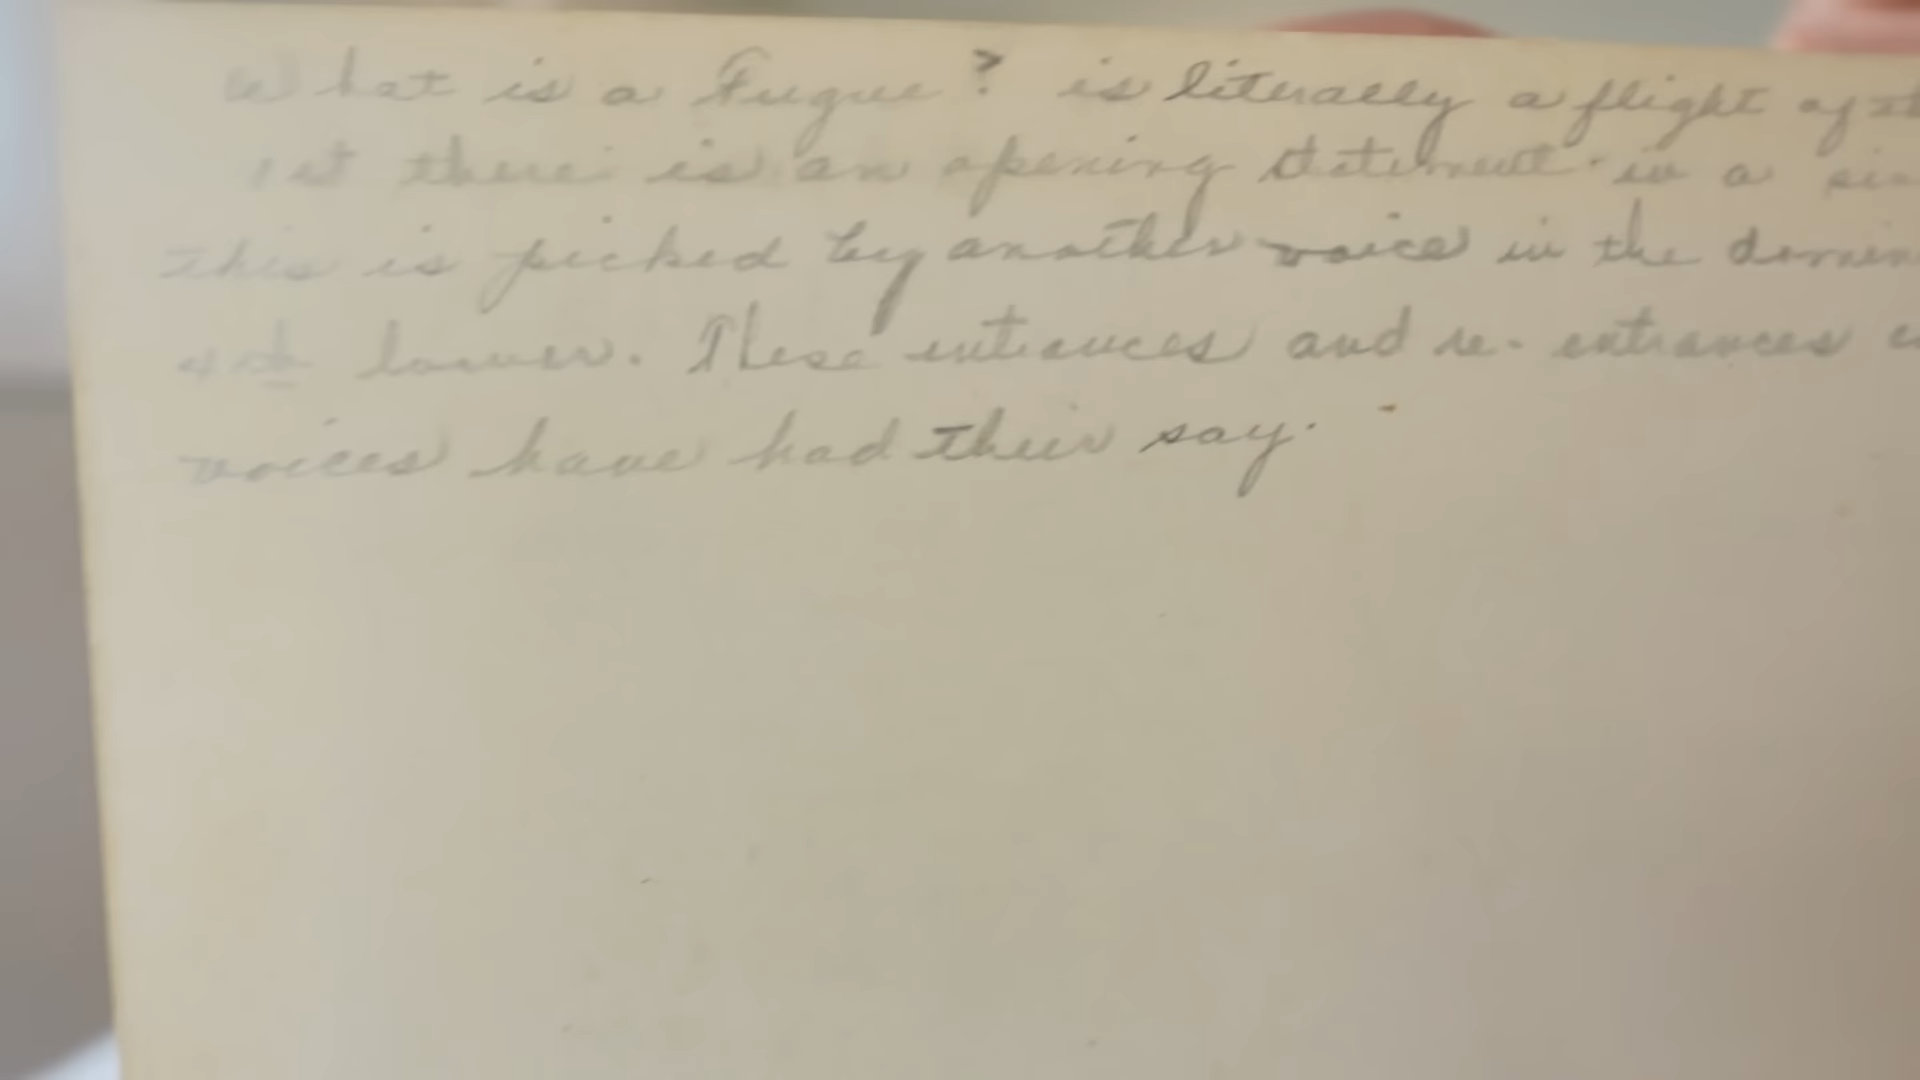 What is a Fugue? is literally a flight of
1st there is an opening statement in a
this is picked by another voice in the
4th lower. These entrances and re-entrances
voices have had their say.